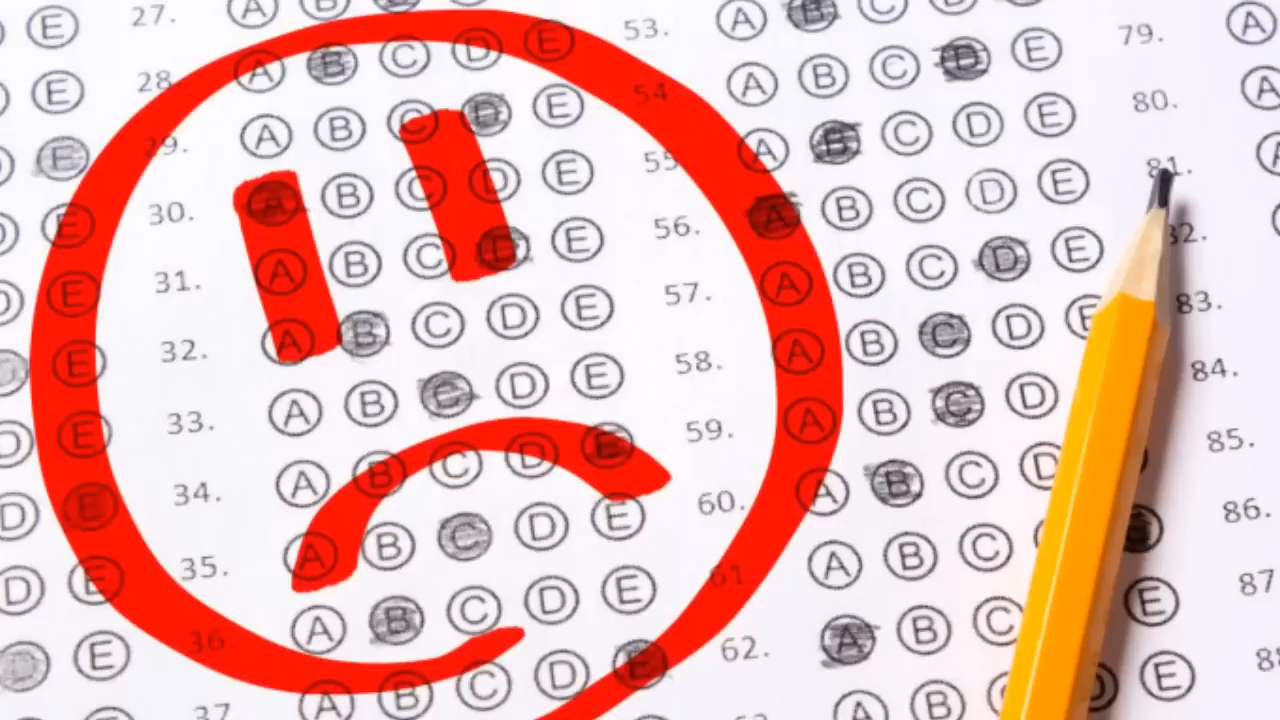 E 27. A B C D
E 28 A B C D E 53. A B C D
E 29. A B C D E 54 A B C D E 79. A
E 30. A B C D E 55 A B C D E 80. A
D E 31. A B C D E 56. A B C D E 81. A
E 32. A B C D E 57. A B C D E 82.
D E 33. A B C D E 58. A B C D E 83.
D E 34. A B C D E 59. A B C D 84.
D E 35. A B C D E 60. A B C D 85.
D E 36. A B C D E 61. A B C 86.
37. A B C D E 62. A B C E 87
A B D E 88